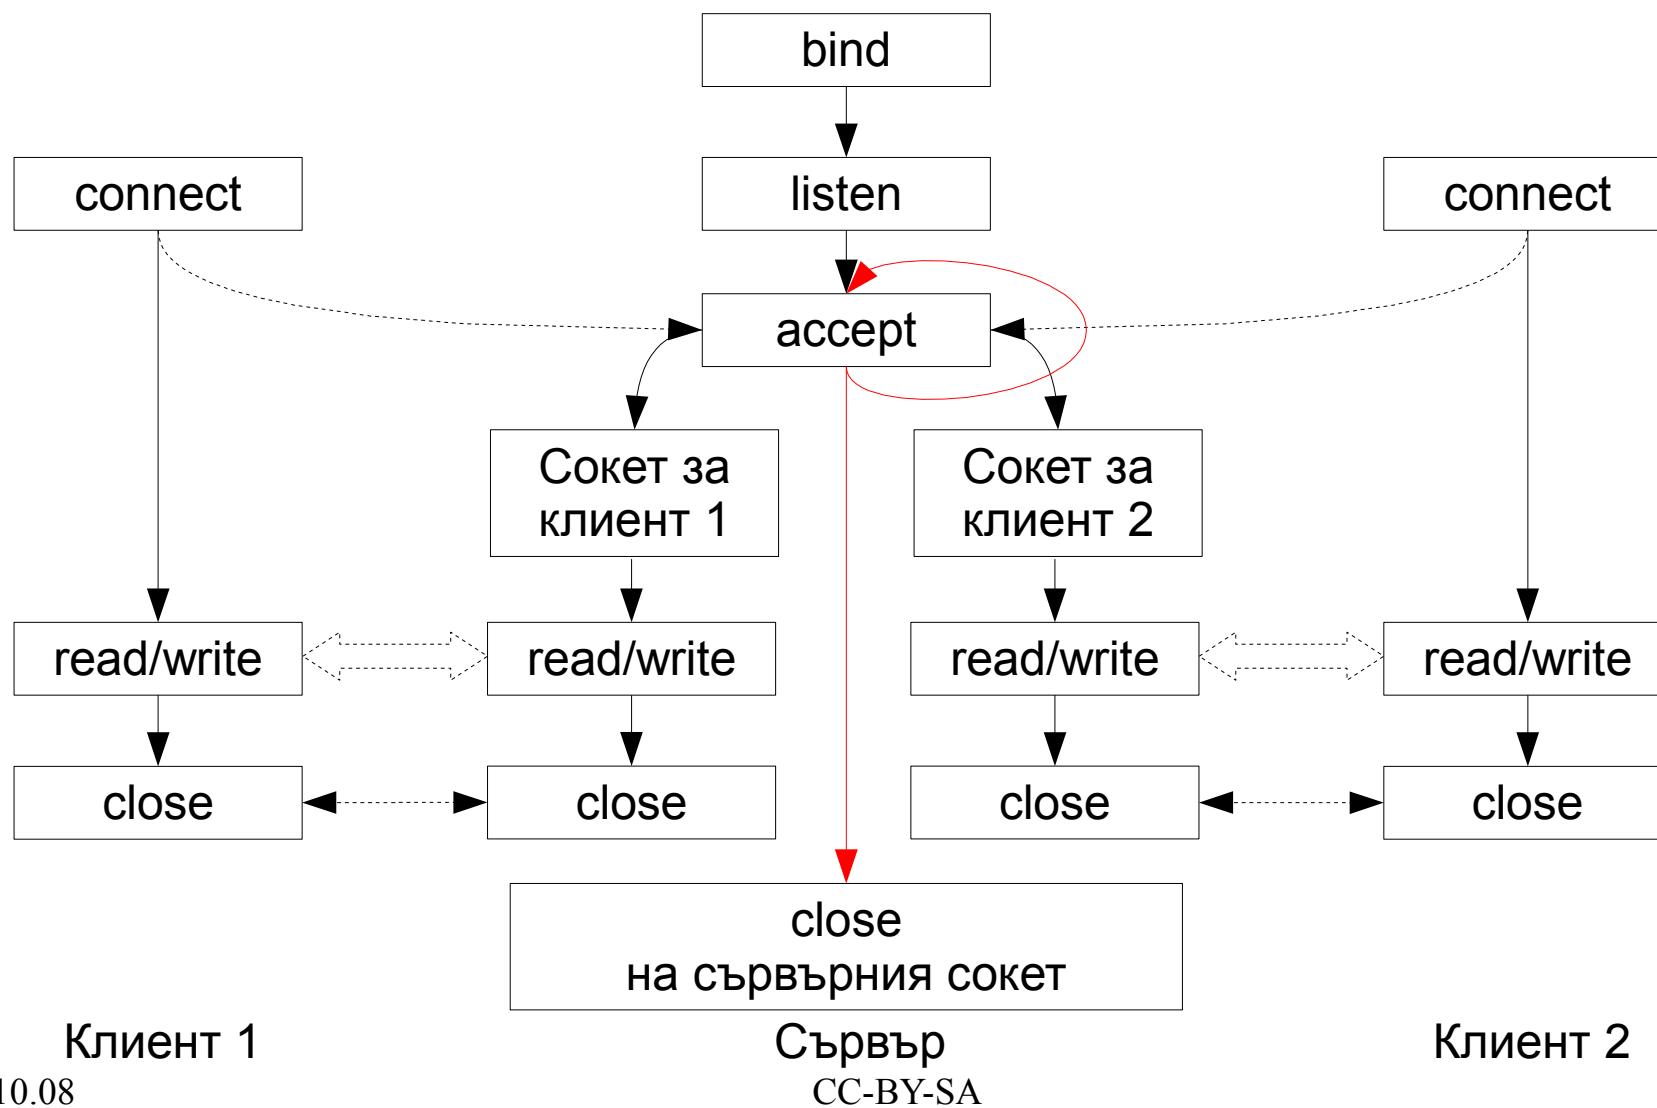 bind
connect
listen
connect
accept
Сокет за
клиент 1
Сокет за
клиент 2
read/write
read/write
read/write
read/write
close
close
close
close
close
на сървърния сокет
Клиент 1
Сървър
Клиент 2
10.08
CC-BY-SA